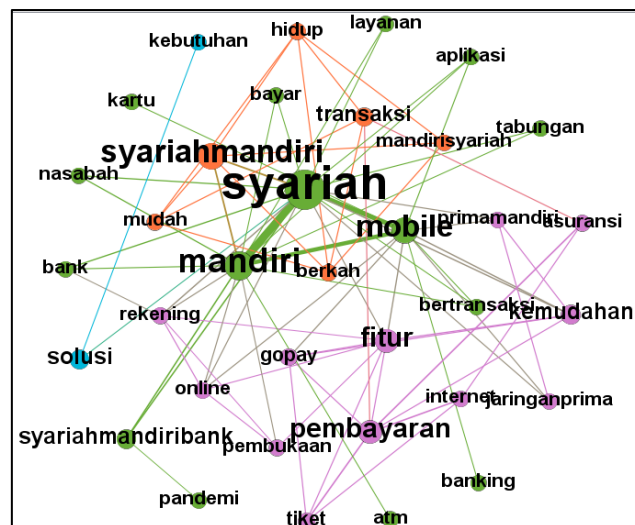 hidup
layanan
kebutuhan
aplikasi
kartu
bayar
transaksi
tabungan
syariahmandiri
mandirisyariah
nasabah
syariah
mudah
mobile
primamandiri
asuransi
bank
mandiri
berkah
rekening
bertransaksi
kemudahan
solusi
gopay
fitur
online
internet
jaringanprima
syariahmandiribank
pembukaan
pembayaran
banking
pandemi
tiket
atm